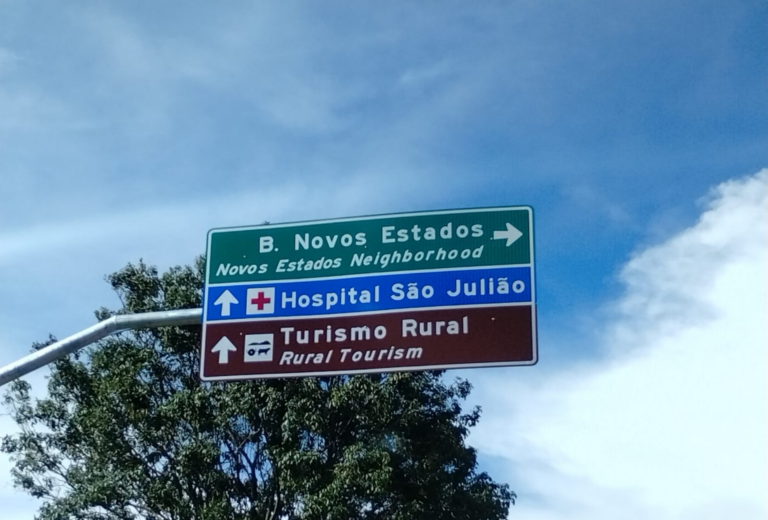 B. Novos Estados
Novos Estados Neighborhood
Hospital São Julião
Turismo Rural
Rural Tourism